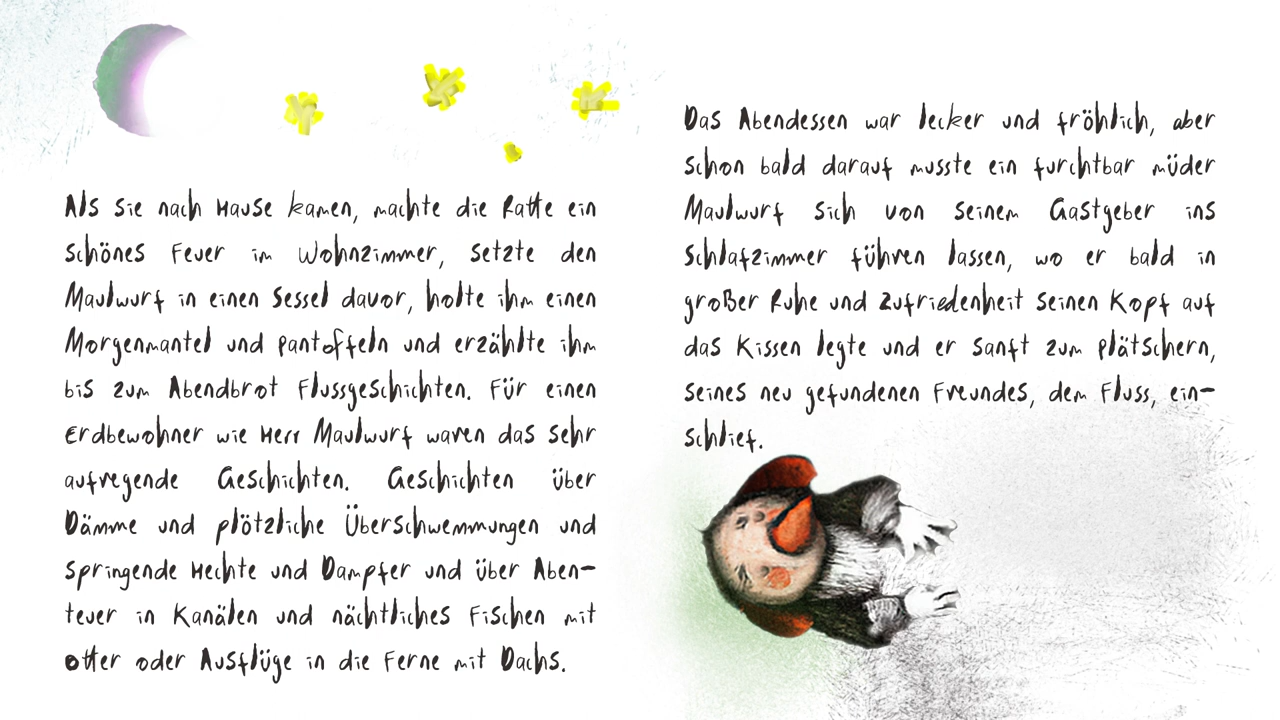 Als sie nach Hause kamen, machte die Ratte ein
schönes Feuer im Wohnzimmer, setzte den
Maulwurf in einen Sessel davor, holte ihm einen
Morgenmantel und Pantoffeln und erzählte ihm
bis zum Abendbrot Flussgeschichten. Für einen
Erdbewohner wie Herr Maulwurf waren das sehr
aufregende Geschichten. Geschichten über
Dämme und plötzliche Überschwemmungen und
springende Hechte und Dampfer und über Aben-
teuer in Kanälen und nächtliches Fischen mit
Otter oder Ausflüge in die Ferne mit Dachs.
Das Abendessen war lecker und fröhlich, aber
schon bald darauf musste ein furchtbar müder
Maulwurf sich von seinem Gastgeber ins
Schlafzimmer führen lassen, wo er bald in
großer Ruhe und Zufriedenheit seinen Kopf auf
das Kissen legte und er sanft zum Plätschern,
seines neu gefundenen Freundes, dem Fluss, ein-
schlief.